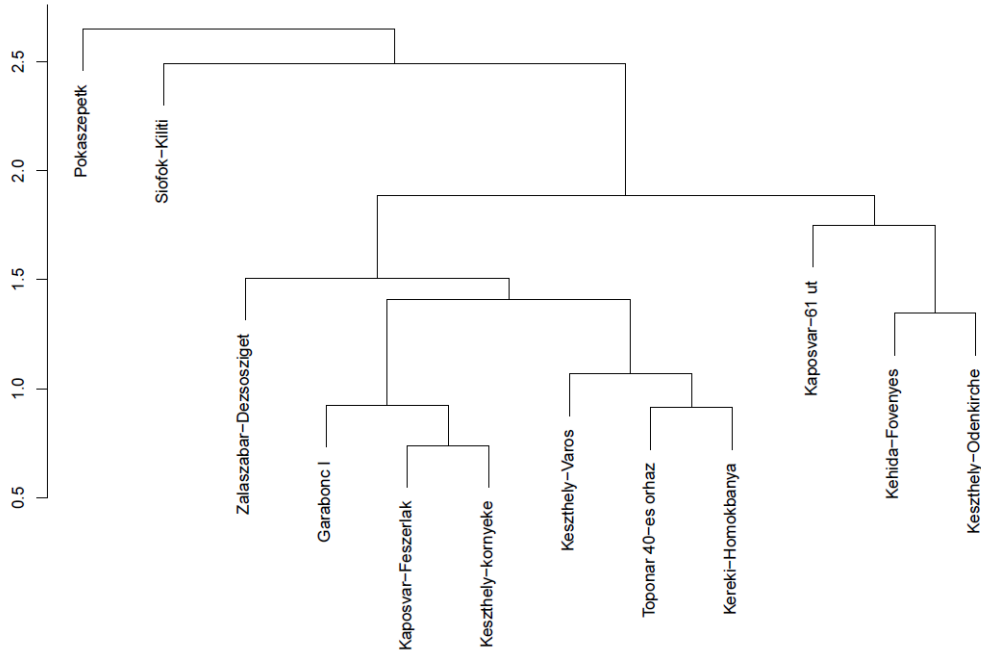 2.5
2.0
1.5
1.0
0.5
Pokaszepetk
Siofok−Kiliti
Zalaszabar−Dezsosziget
Garabonc I
Kaposvar−Feszerlak
Keszthely−kornyeke
Keszthely−Varos
Toponar 40−es orhaz
Kereki−Homokbanya
Kaposvar−61 ut
Kehida−Fovenyes
Keszthely−Odenkirche